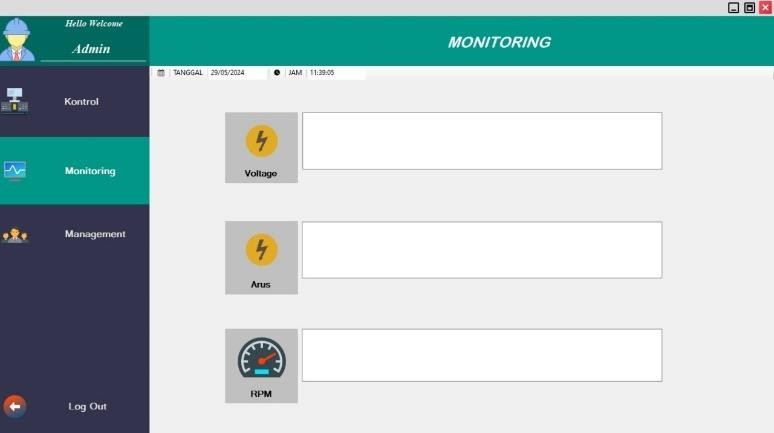 Hello Welcome
Admin
MONITORING
TANGGAL 29/05/2024 JAM 11:39:05
Kontrol
Monitoring
Management
Log Out
Voltage
Arus
RPM